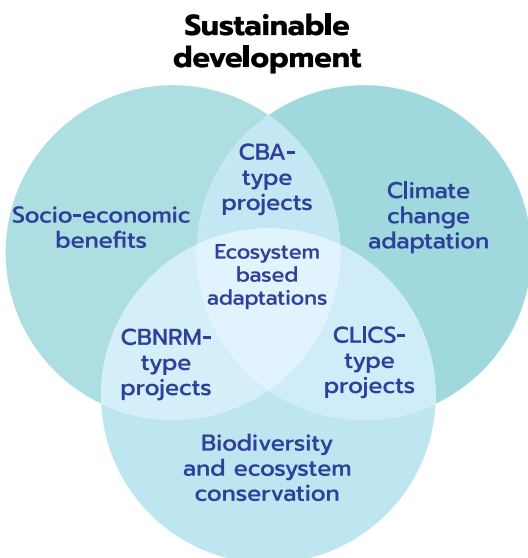 Sustainable
development
CBA-
type
projects
Socio-economic
benefits
Climate
change
adaptation
Ecosystem
based
adaptations
CBNRM-
type
projects
CLICS-
type
projects
Biodiversity
and ecosystem
conservation